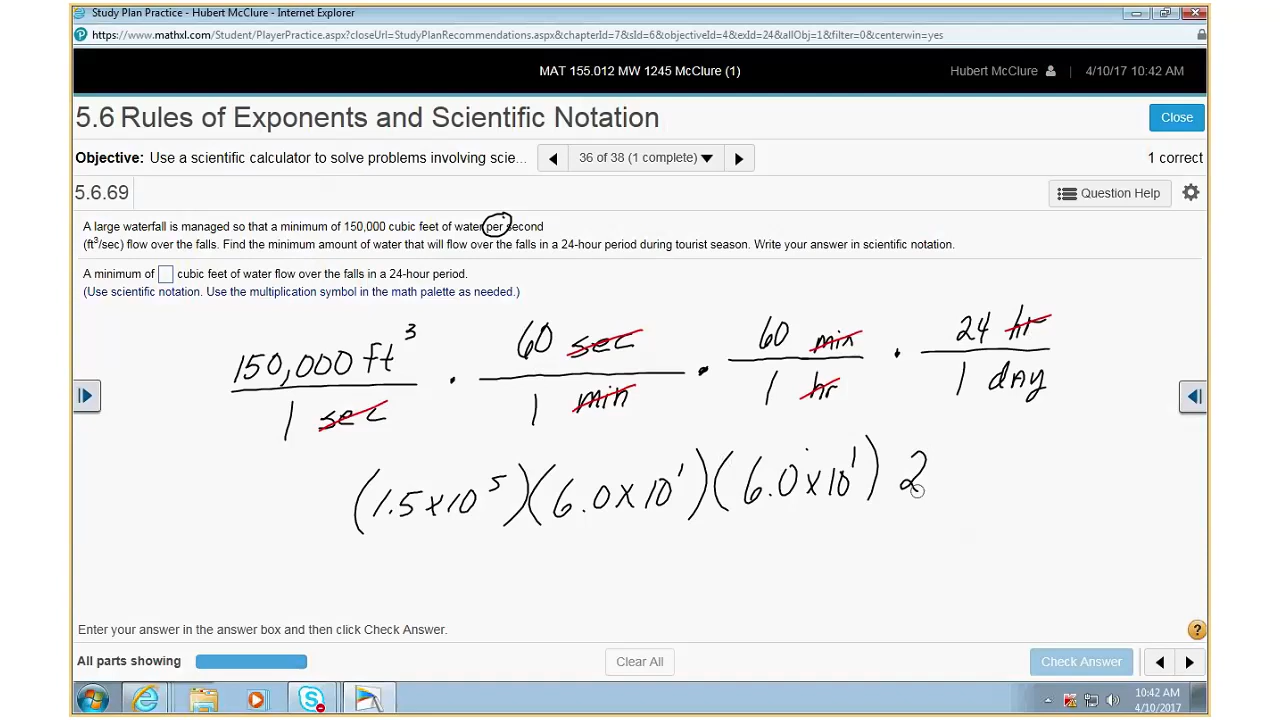 Study Plan Practice - Hubert McClure - Internet Explorer
https://www.mathxl.com/Student/PlayerPractice.aspx?closeUrl=StudyPlanRecommendations.aspx&chapterId=7&sId=6&objectiveId=4&exId=24&allObj=1&filter=0&centerwin=yes
MAT 155.012 MW 1245 McClure (1) Hubert McClure 4/10/17 10:42 AM
5.6 Rules of Exponents and Scientific Notation Close
Objective: Use a scientific calculator to solve problems involving scie... 36 of 38 (1 complete) 1 correct
5.6.69 Question Help
A large waterfall is managed so that a minimum of 150,000 cubic feet of water per second
(ft³/sec) flow over the falls. Find the minimum amount of water that will flow over the falls in a 24-hour period during tourist season. Write your answer in scientific notation.
A minimum of cubic feet of water flow over the falls in a 24-hour period.
(Use scientific notation. Use the multiplication symbol in the math palette as needed.)
150,000 ft³ · 60 sec · 60 min · 24 hr
1 sec 1 min 1 hr 1 day
(1.5 x 10⁵)(6.0 x 10¹)(6.0 x 10¹) 2
Enter your answer in the answer box and then click Check Answer.
All parts showing Clear All Check Answer
10:42 AM
4/10/2017